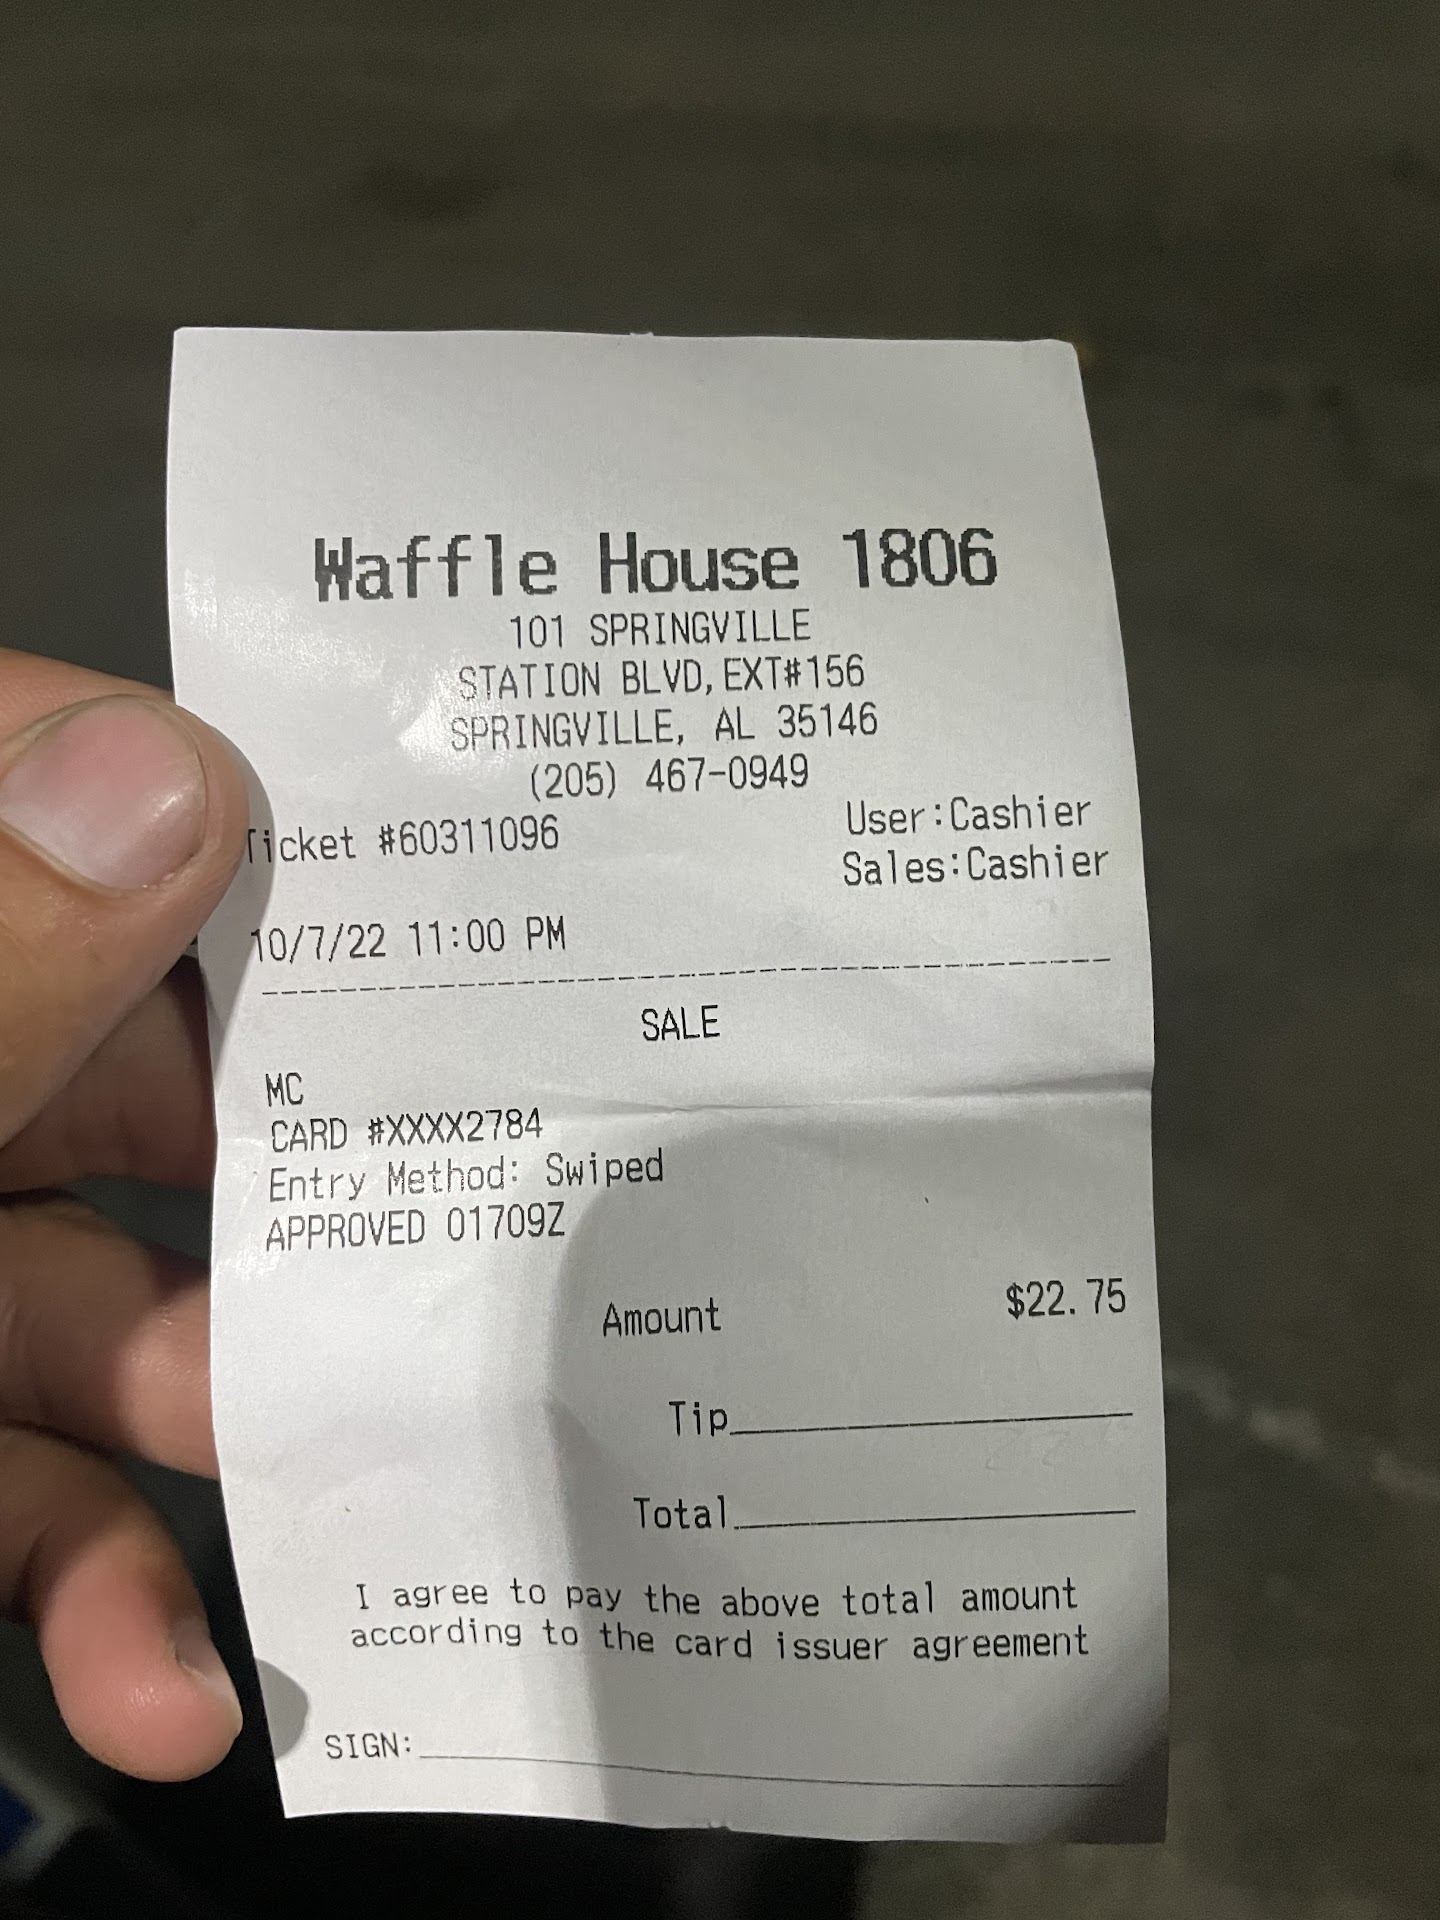 Waffle House 1806
101 SPRINGVILLE
STATION BLVD, EXT#156
SPRINGVILLE, AL 35146
(205) 467-0949
Ticket #60311096
User:Cashier
Sales:Cashier
10/7/22 11:00 PM
SALE
MC
CARD #XXXX2784
Entry Method: Swiped
APPROVED 01709Z
Amount $22.75
Tip
Total
I agree to pay the above total amount
according to the card issuer agreement
SIGN: